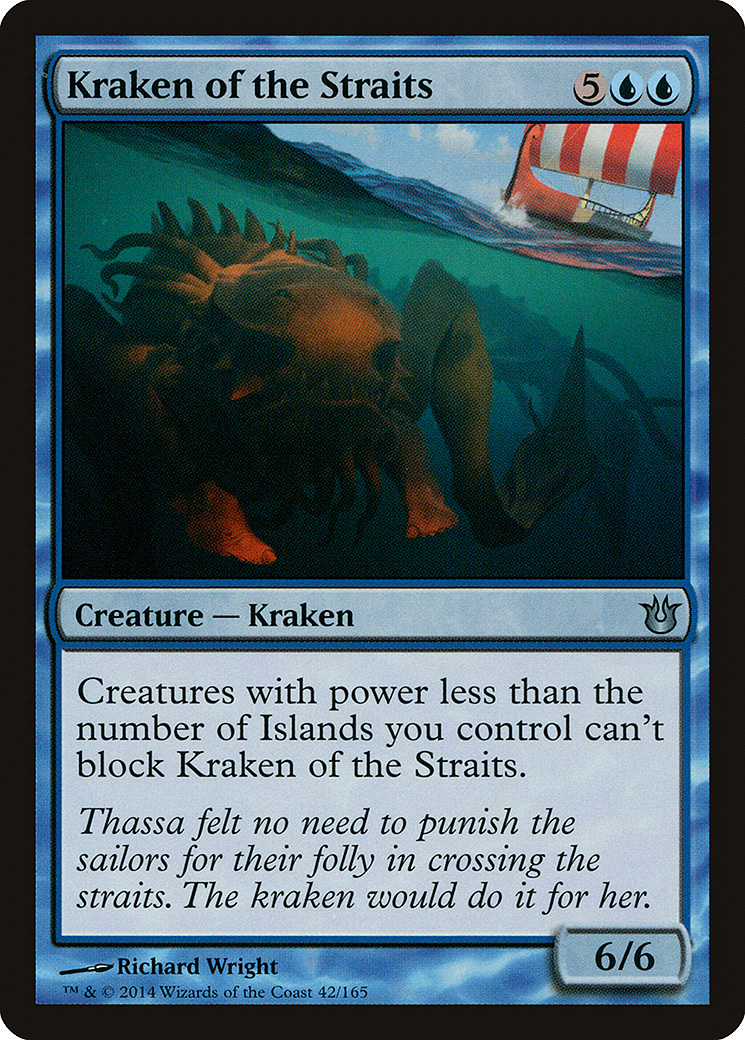 Kraken of the Straits 5
Creature — Kraken
Creatures with power less than the
number of Islands you control can't
block Kraken of the Straits.
Thassa felt no need to punish the
sailors for their folly in crossing the
straits. The kraken would do it for her.
6/6
Richard Wright
™ & © 2014 Wizards of the Coast 42/165